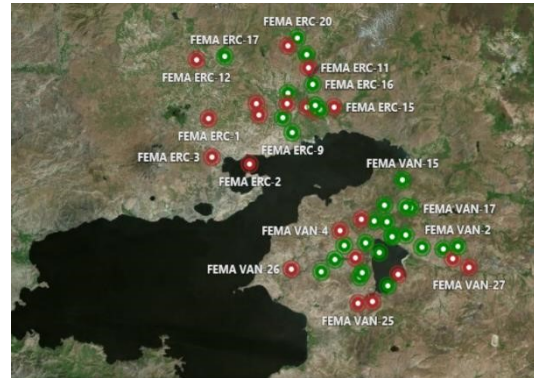 FEMA ERC-20
FEMA ERC-17
FEMA ERC-11
FEMA ERC-12
FEMA ERC-16
FEMA ERC-15
FEMA ERC-1
FEMA ERC-9
FEMA ERC-3
FEMA ERC-2
FEMA VAN-15
FEMA VAN-17
FEMA VAN-4
FEMA VAN-2
FEMA VAN-26
FEMA VAN-27
FEMA VAN-25